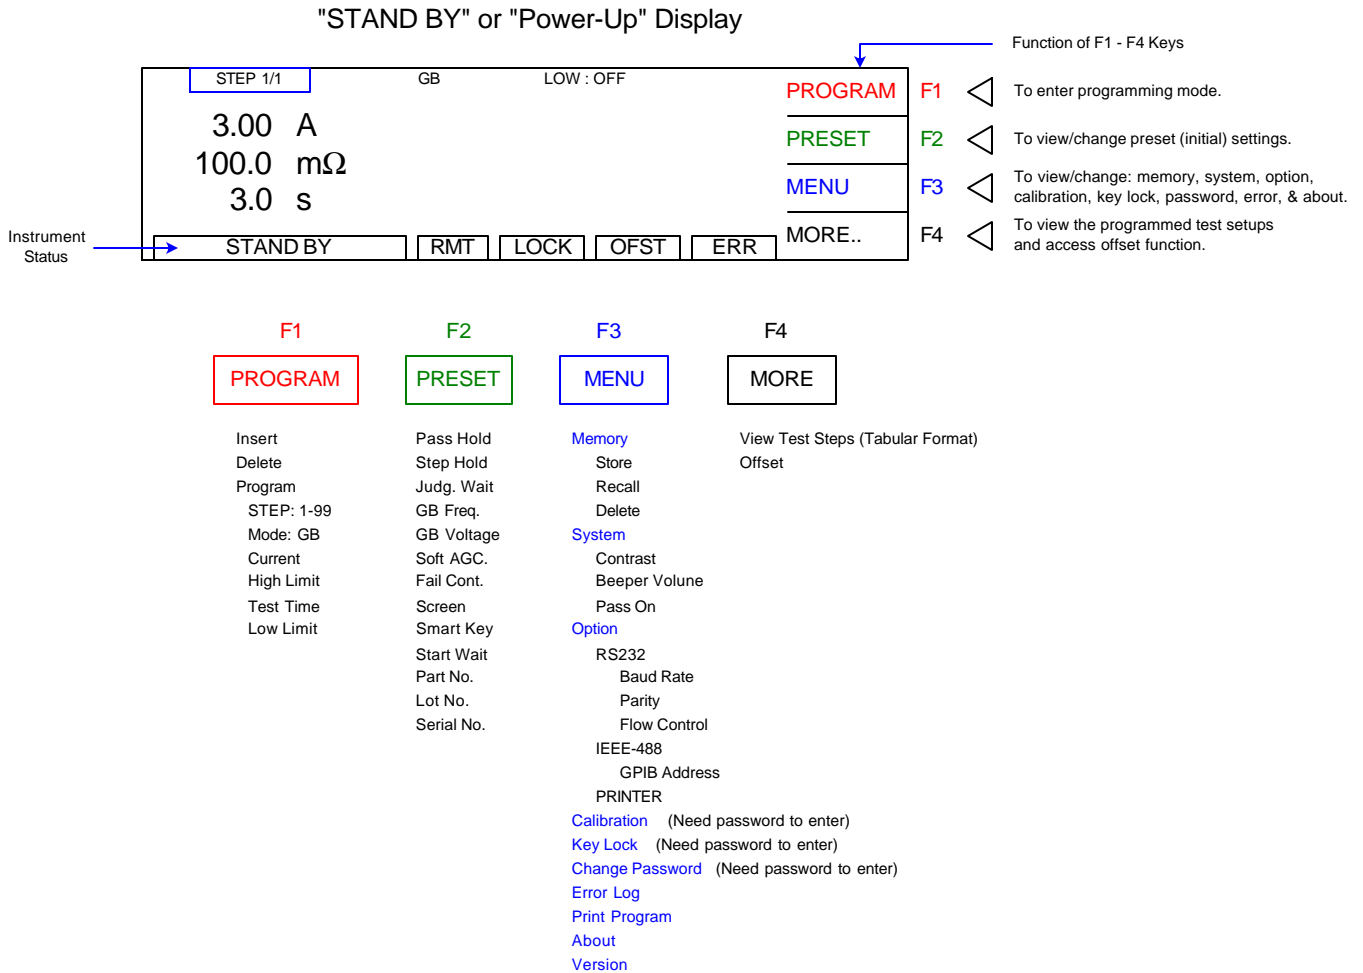 "STAND BY" or "Power-Up" Display
Function of F1 - F4 Keys
STEP 1/1 GB LOW : OFF
PROGRAM F1 To enter programming mode.
3.00 A
PRESET F2 To view/change preset (initial) settings.
100.0 mΩ
MENU F3 To view/change: memory, system, option,
calibration, key lock, password, error, & about.
3.0 s
MORE.. F4 To view the programmed test setups
and access offset function.
Instrument
Status
STAND BY RMT LOCK OFST ERR
F1 F2 F3 F4
PROGRAM PRESET MENU MORE
Insert
Delete
Program
STEP: 1-99
Mode: GB
Current
High Limit
Test Time
Low Limit
Pass Hold
Step Hold
Judg. Wait
GB Freq.
GB Voltage
Soft AGC.
Fail Cont.
Screen
Smart Key
Start Wait
Part No.
Lot No.
Serial No.
Memory
Store
Recall
Delete
System
Contrast
Beeper Volune
Pass On
Option
RS232
Baud Rate
Parity
Flow Control
IEEE-488
GPIB Address
PRINTER
Calibration (Need password to enter)
Key Lock (Need password to enter)
Change Password (Need password to enter)
Error Log
Print Program
About
Version
View Test Steps (Tabular Format)
Offset